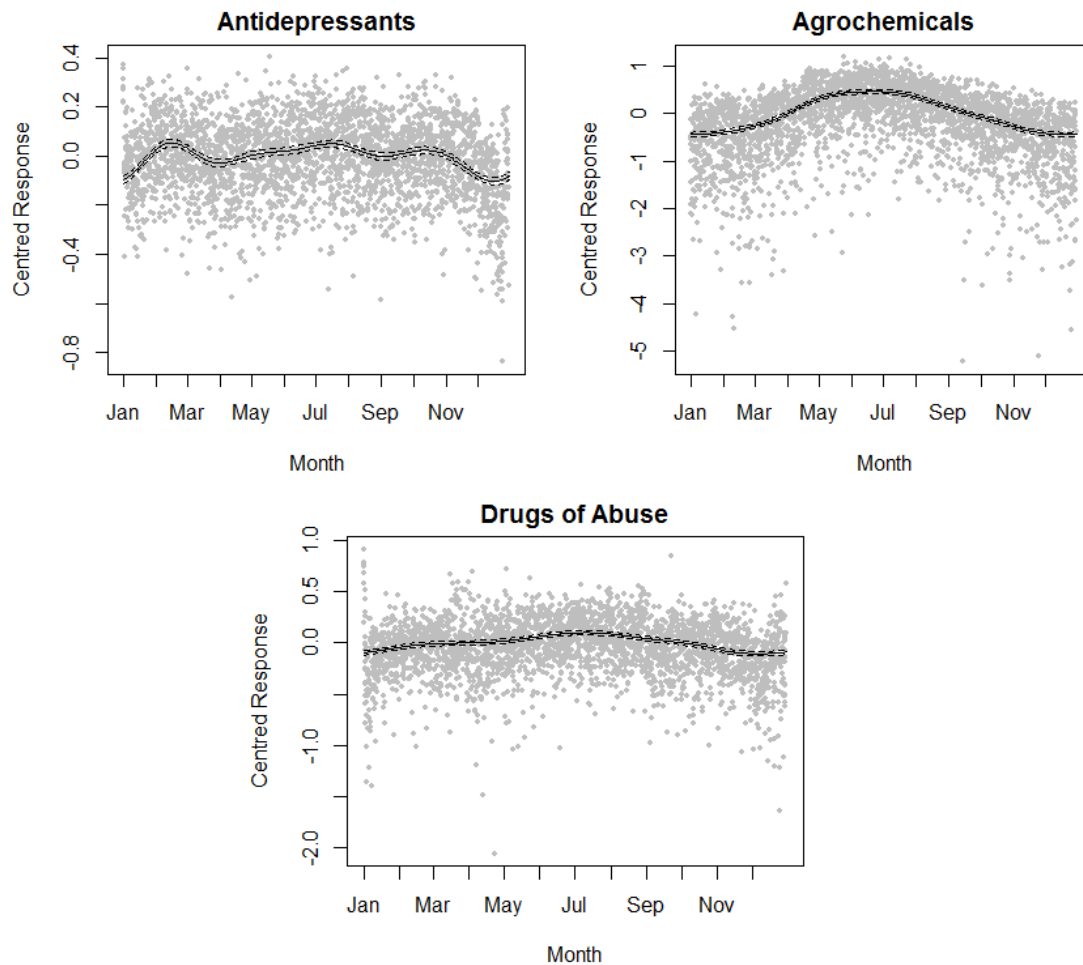 Antidepressants
Centred Response
0.4
0.2
0.0
-0.4
-0.8
Jan Mar May Jul Sep Nov
Month
Agrochemicals
Centred Response
1
0
-1
-2
-3
-4
-5
Jan Mar May Jul Sep Nov
Month
Drugs of Abuse
Centred Response
1.0
0.5
0.0
-1.0
-2.0
Jan Mar May Jul Sep Nov
Month